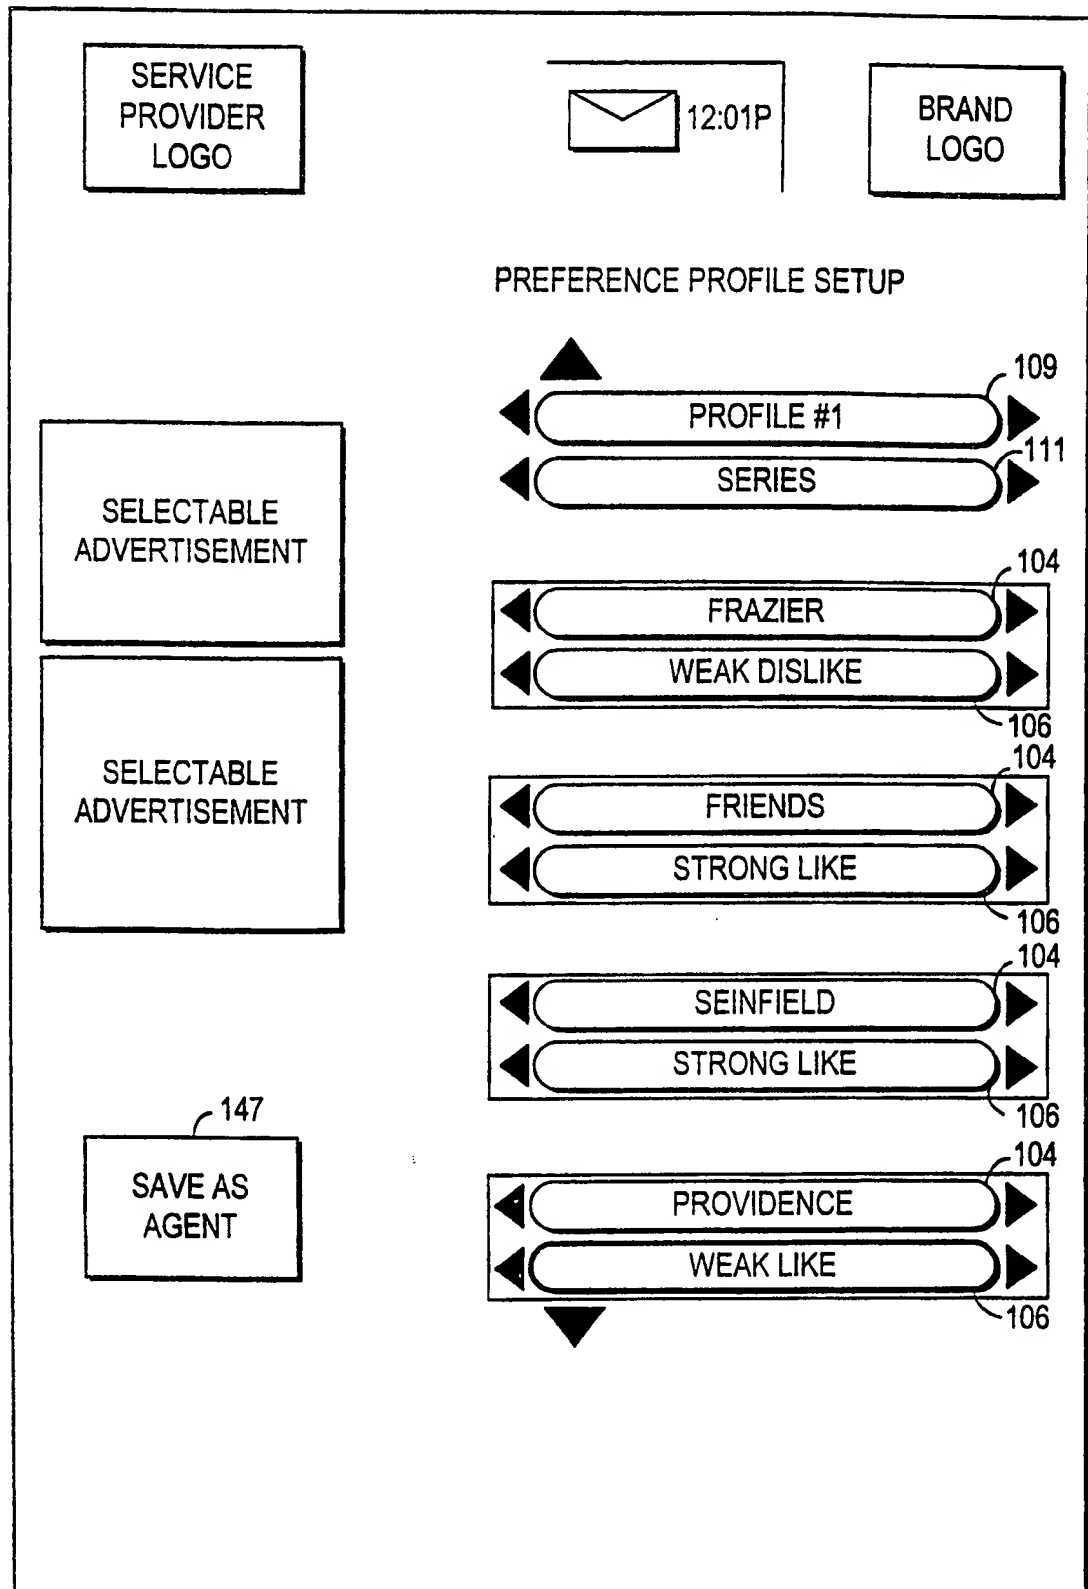 SERVICE
PROVIDER
LOGO
12:01P
BRAND
LOGO
PREFERENCE PROFILE SETUP
109
PROFILE #1
111
SERIES
SELECTABLE
ADVERTISEMENT
104
FRAZIER
WEAK DISLIKE
106
SELECTABLE
ADVERTISEMENT
104
FRIENDS
STRONG LIKE
106
104
SEINFIELD
STRONG LIKE
106
147
SAVE AS
AGENT
104
PROVIDENCE
WEAK LIKE
106